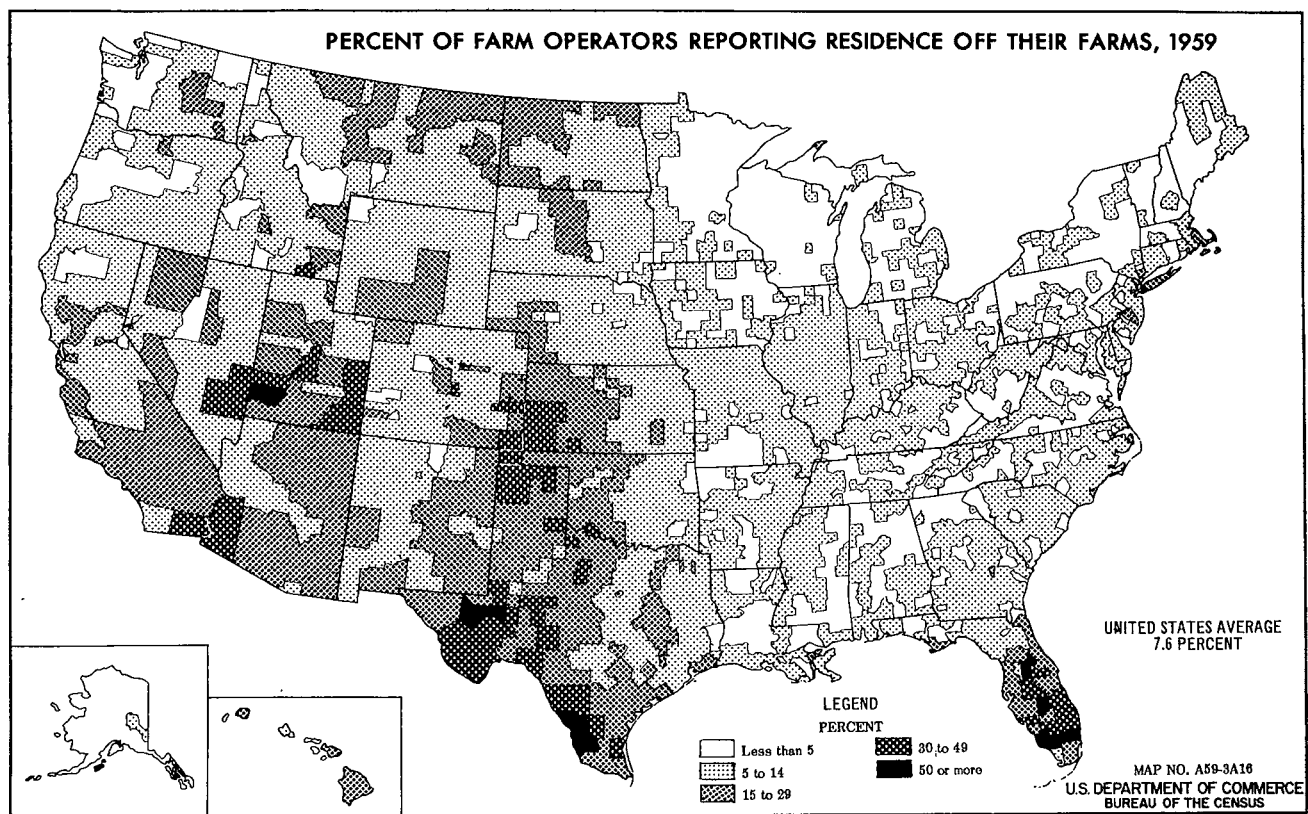 PERCENT OF FARM OPERATORS REPORTING RESIDENCE OFF THEIR FARMS, 1959
UNITED STATES AVERAGE
7.6 PERCENT
LEGEND
PERCENT
Less than 5
5 to 14
15 to 29
30 to 49
50 or more
MAP NO. A59-3A16
U.S. DEPARTMENT OF COMMERCE
BUREAU OF THE CENSUS